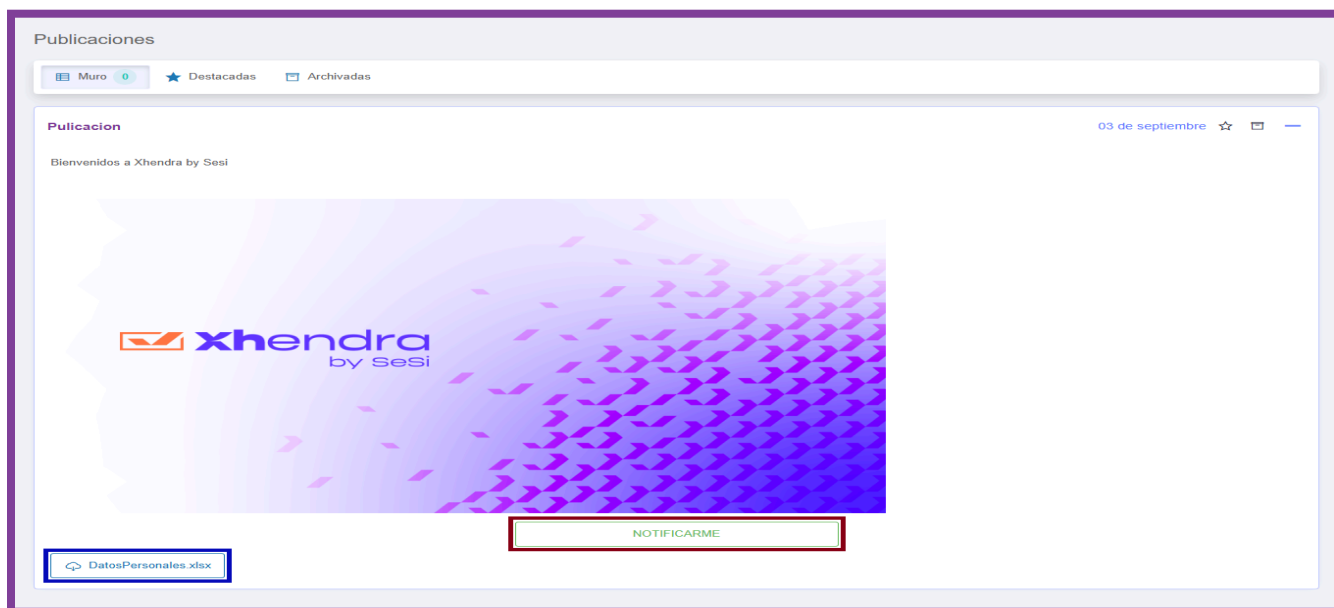 Publicaciones
Muro 0 Destacadas Archivadas
Pulicacion 03 de septiembre
Bienvenidos a Xhendra by Sesi
xhendra
by SeSi
NOTIFICARME
DatosPersonales.xlsx